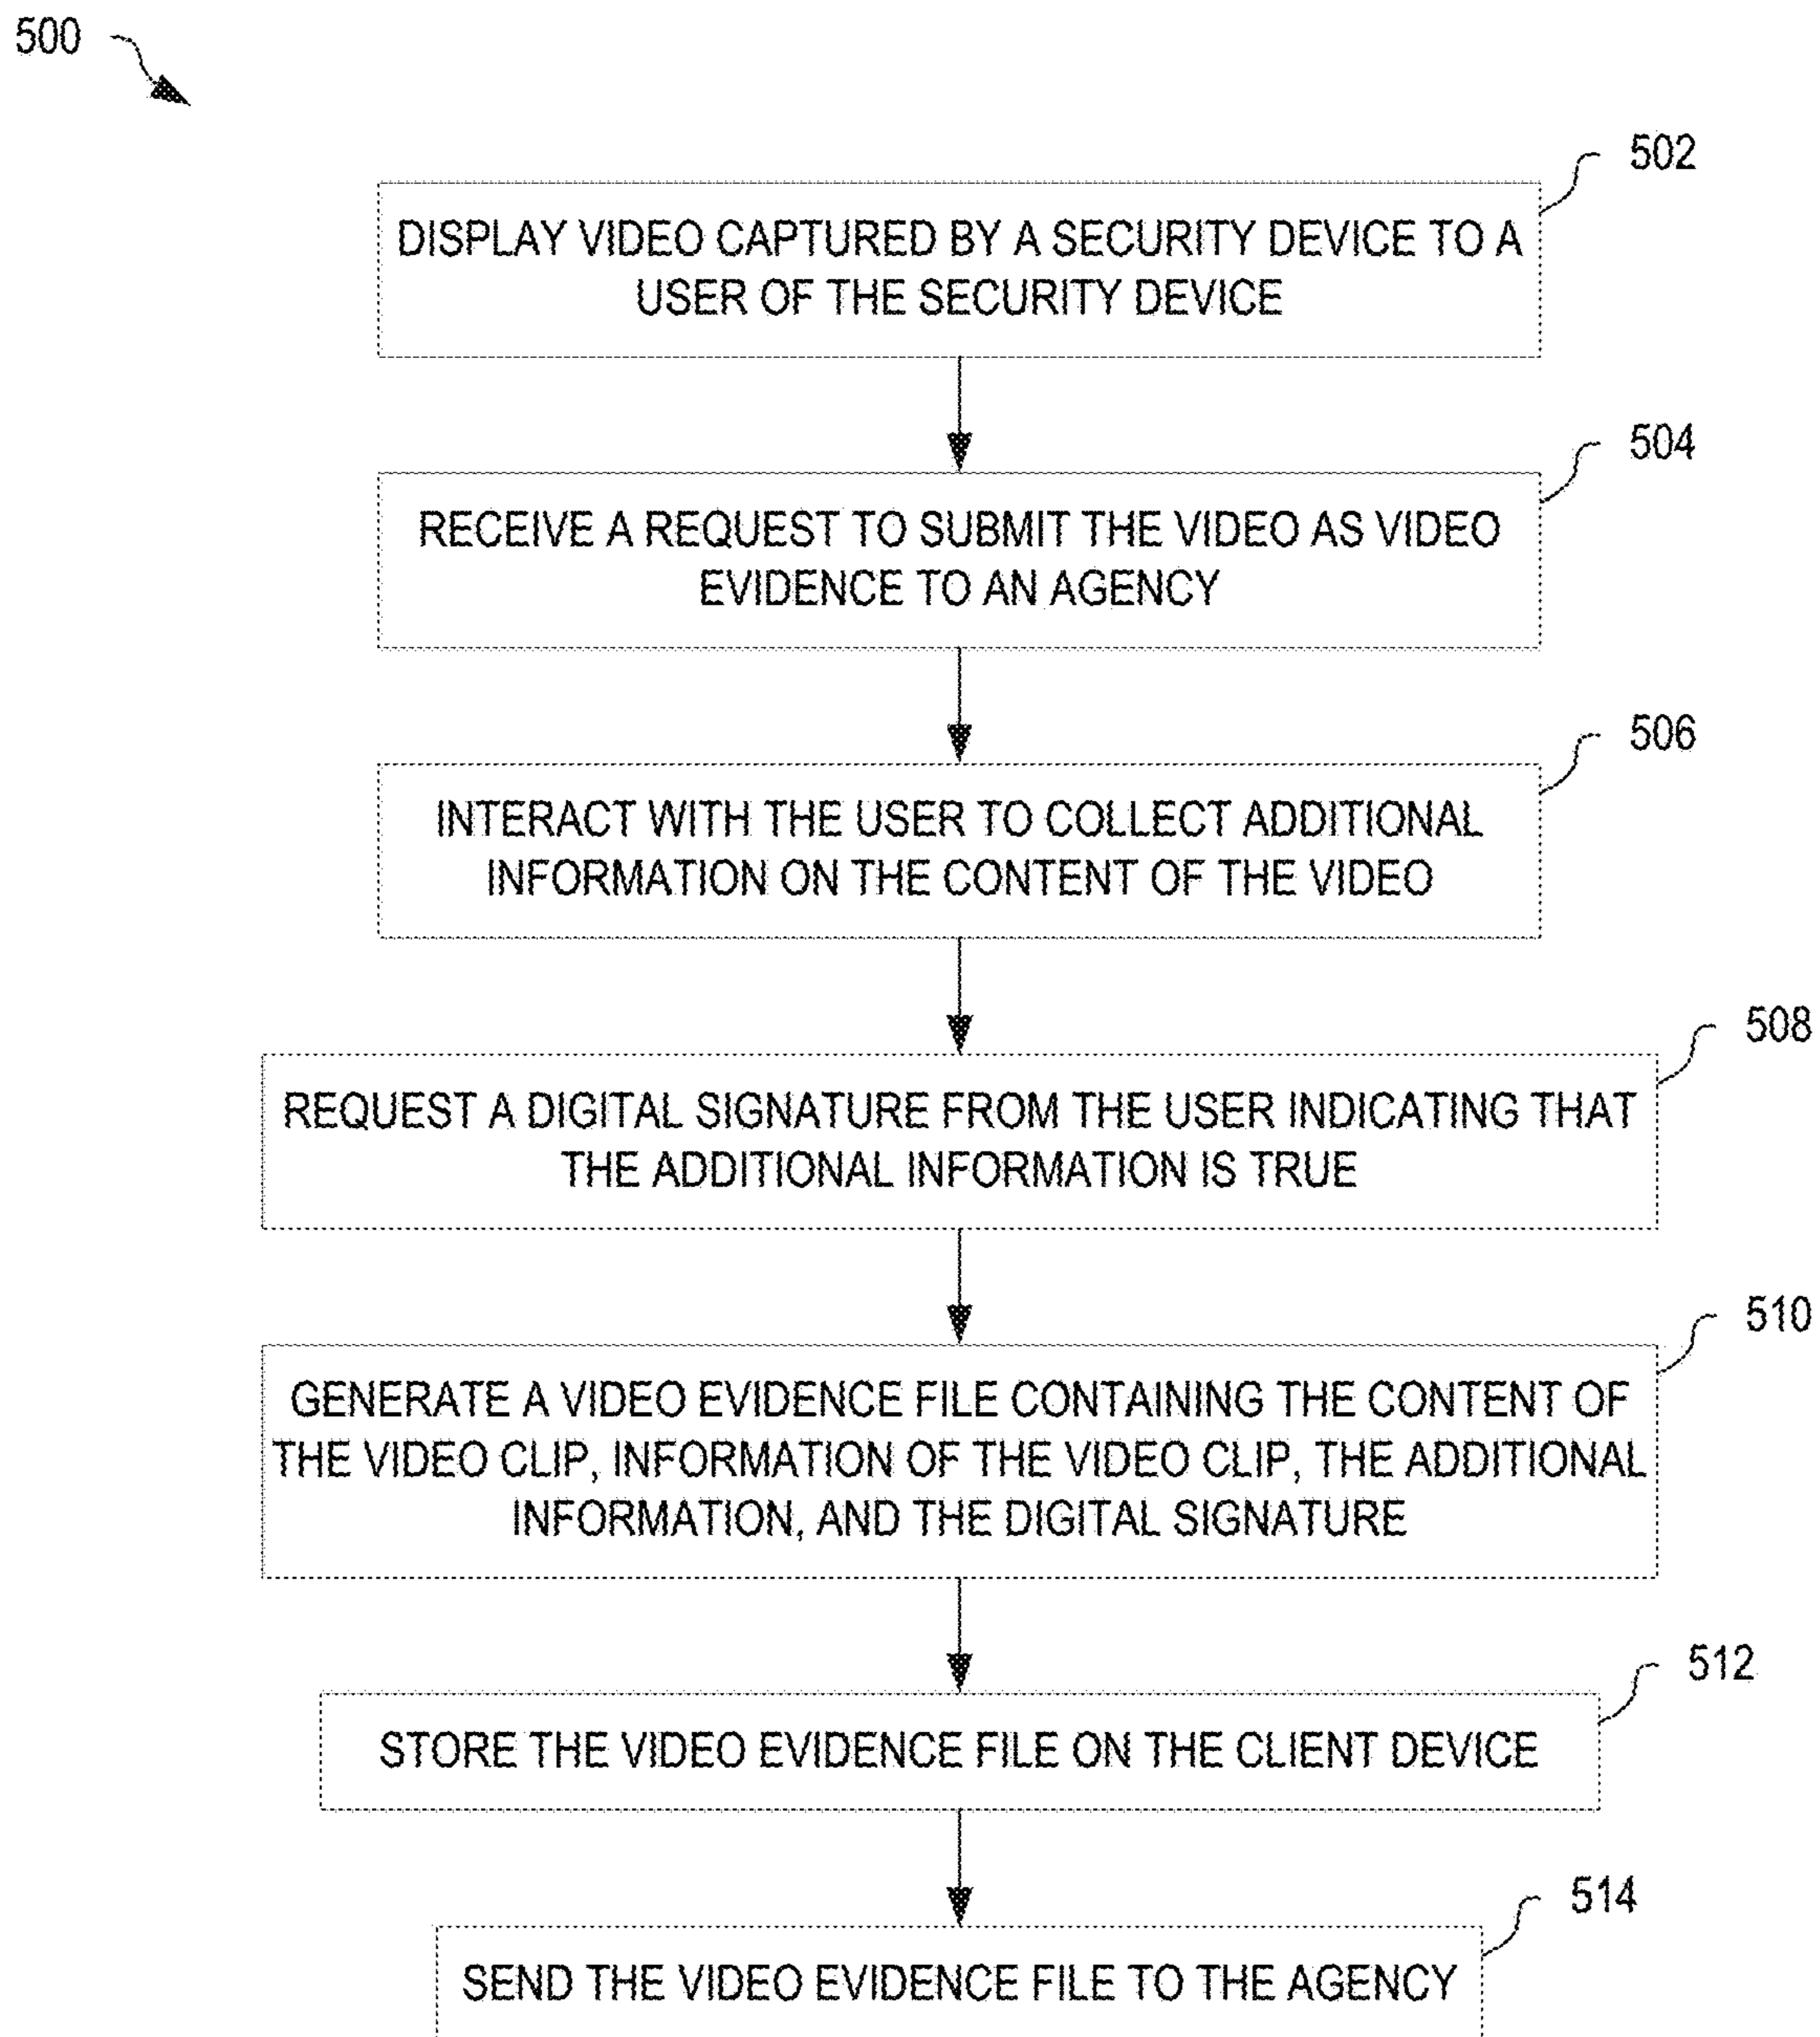 500
502
DISPLAY VIDEO CAPTURED BY A SECURITY DEVICE TO A
USER OF THE SECURITY DEVICE
504
RECEIVE A REQUEST TO SUBMIT THE VIDEO AS VIDEO
EVIDENCE TO AN AGENCY
506
INTERACT WITH THE USER TO COLLECT ADDITIONAL
INFORMATION ON THE CONTENT OF THE VIDEO
508
REQUEST A DIGITAL SIGNATURE FROM THE USER INDICATING THAT
THE ADDITIONAL INFORMATION IS TRUE
510
GENERATE A VIDEO EVIDENCE FILE CONTAINING THE CONTENT OF
THE VIDEO CLIP, INFORMATION OF THE VIDEO CLIP, THE ADDITIONAL
INFORMATION, AND THE DIGITAL SIGNATURE
512
STORE THE VIDEO EVIDENCE FILE ON THE CLIENT DEVICE
514
SEND THE VIDEO EVIDENCE FILE TO THE AGENCY